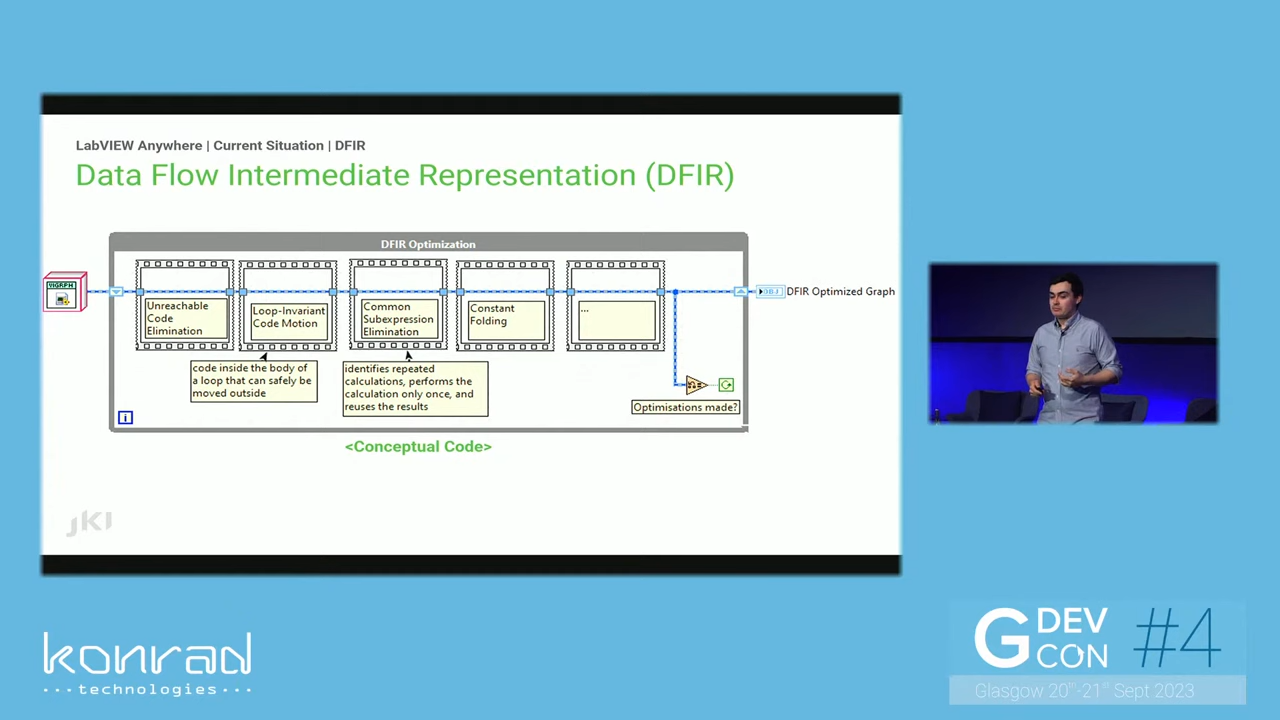 LabVIEW Anywhere | Current Situation | DFIR
Data Flow Intermediate Representation (DFIR)
DFIR Optimization
VIGRPH
Unreachable
Code
Elimination
Loop-Invariant
Code Motion
Common
Subexpression
Elimination
Constant
Folding
...
OBJ
DFIR Optimized Graph
code inside the body of
a loop that can safely be
moved outside
identifies repeated
calculations, performs the
calculation only once, and
reuses the results
i
Optimisations made?
<Conceptual Code>
JKI
konrad
...technologies...
G DEV CON #4
Glasgow 20th-21st Sept 2023